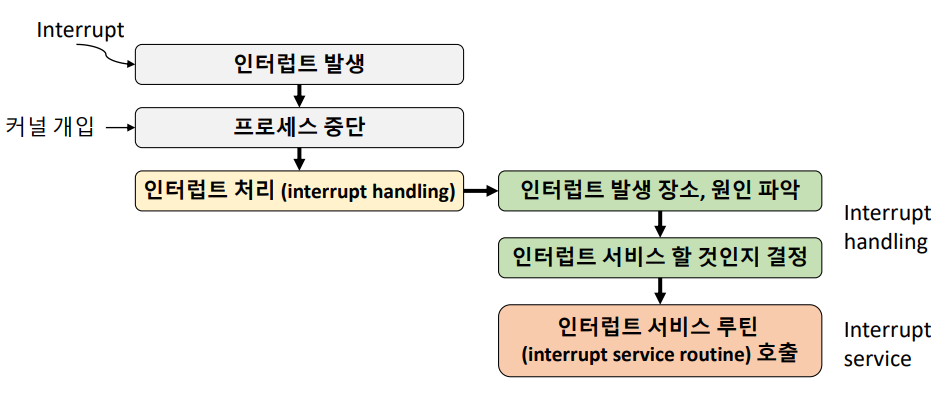 Interrupt
인터럽트 발생
커널 개입
프로세스 중단
인터럽트 처리 (interrupt handling)
인터럽트 발생 장소, 원인 파악
인터럽트 서비스 할 것인지 결정
Interrupt
handling
인터럽트 서비스 루틴
(interrupt service routine) 호출
Interrupt
service